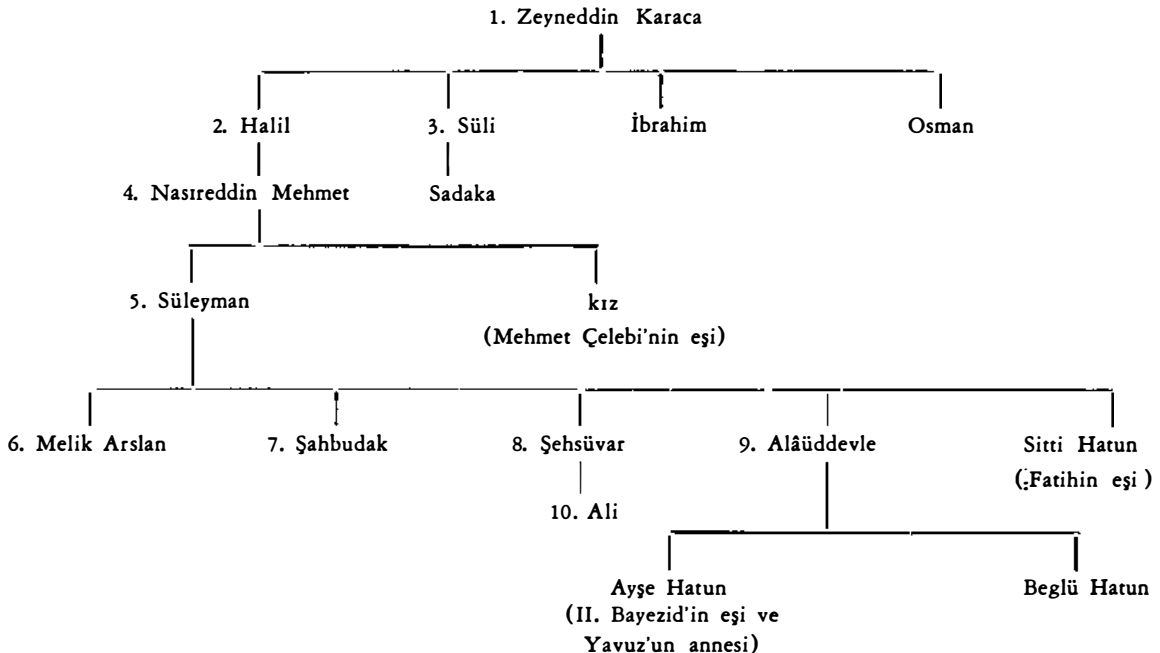 1. Zeyneddin Karaca
2. Halil
3. Süli
İbrahim
Osman
4. Nasıreddin Mehmet
Sadaka
5. Süleyman
kız
(Mehmet Çelebi'nin eşi)
6. Melik Arslan
7. Şahbudak
8. Şehsüvar
9. Alâüddevle
Sitti Hatun
(Fatihin eşi)
10. Ali
Ayşe Hatun
(II. Bayezid'in eşi ve
Yavuz'un annesi)
Beglü Hatun